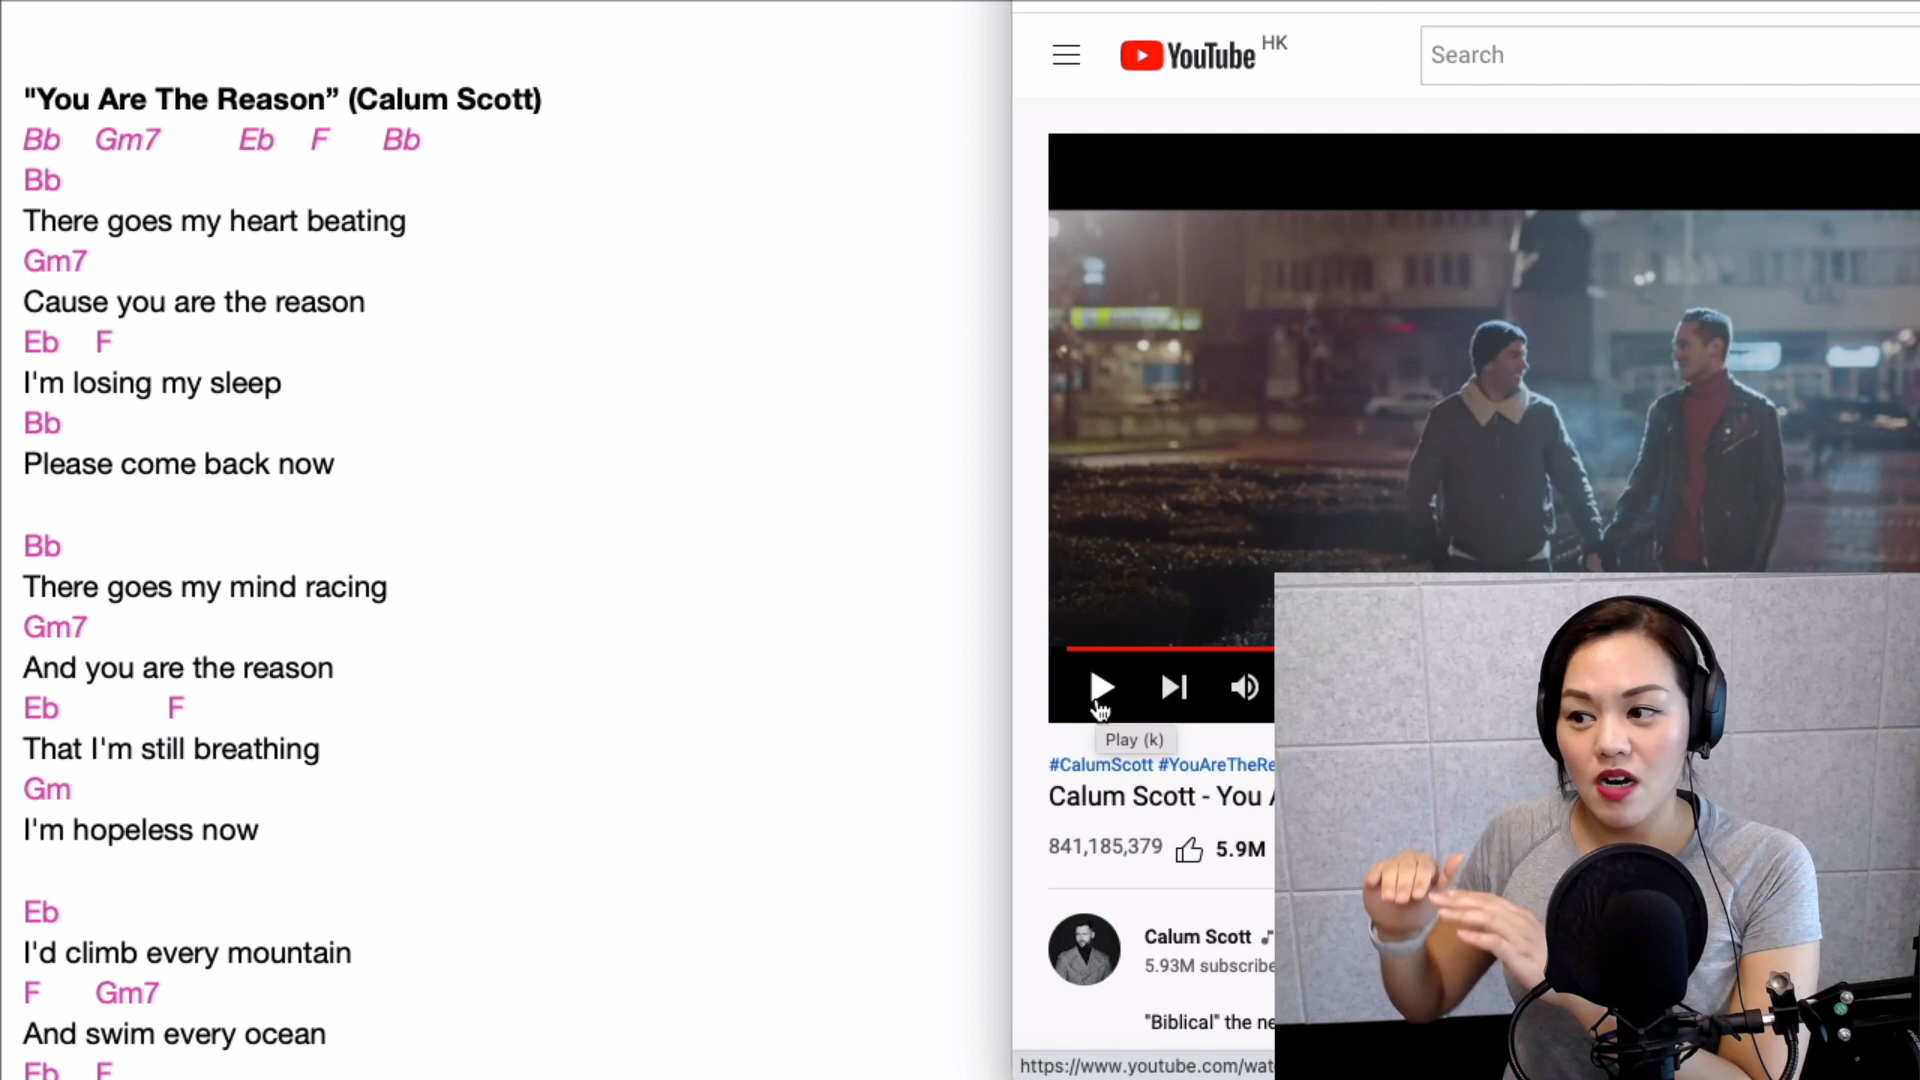 "You Are The Reason” (Calum Scott)
Bb Gm7 Eb F Bb
Bb
There goes my heart beating
Gm7
Cause you are the reason
Eb F
I'm losing my sleep
Bb
Please come back now
Bb
There goes my mind racing
Gm7
And you are the reason
Eb F
That I'm still breathing
Gm
I'm hopeless now
Eb
I'd climb every mountain
F Gm7
And swim every ocean
Eb F
YouTube HK
Search
Play (k)
#CalumScott #YouAreTheRe
Calum Scott - You A
841,185,379 5.9M
Calum Scott
5.93M subscribe
"Biblical" the ne
https://www.youtube.com/wat